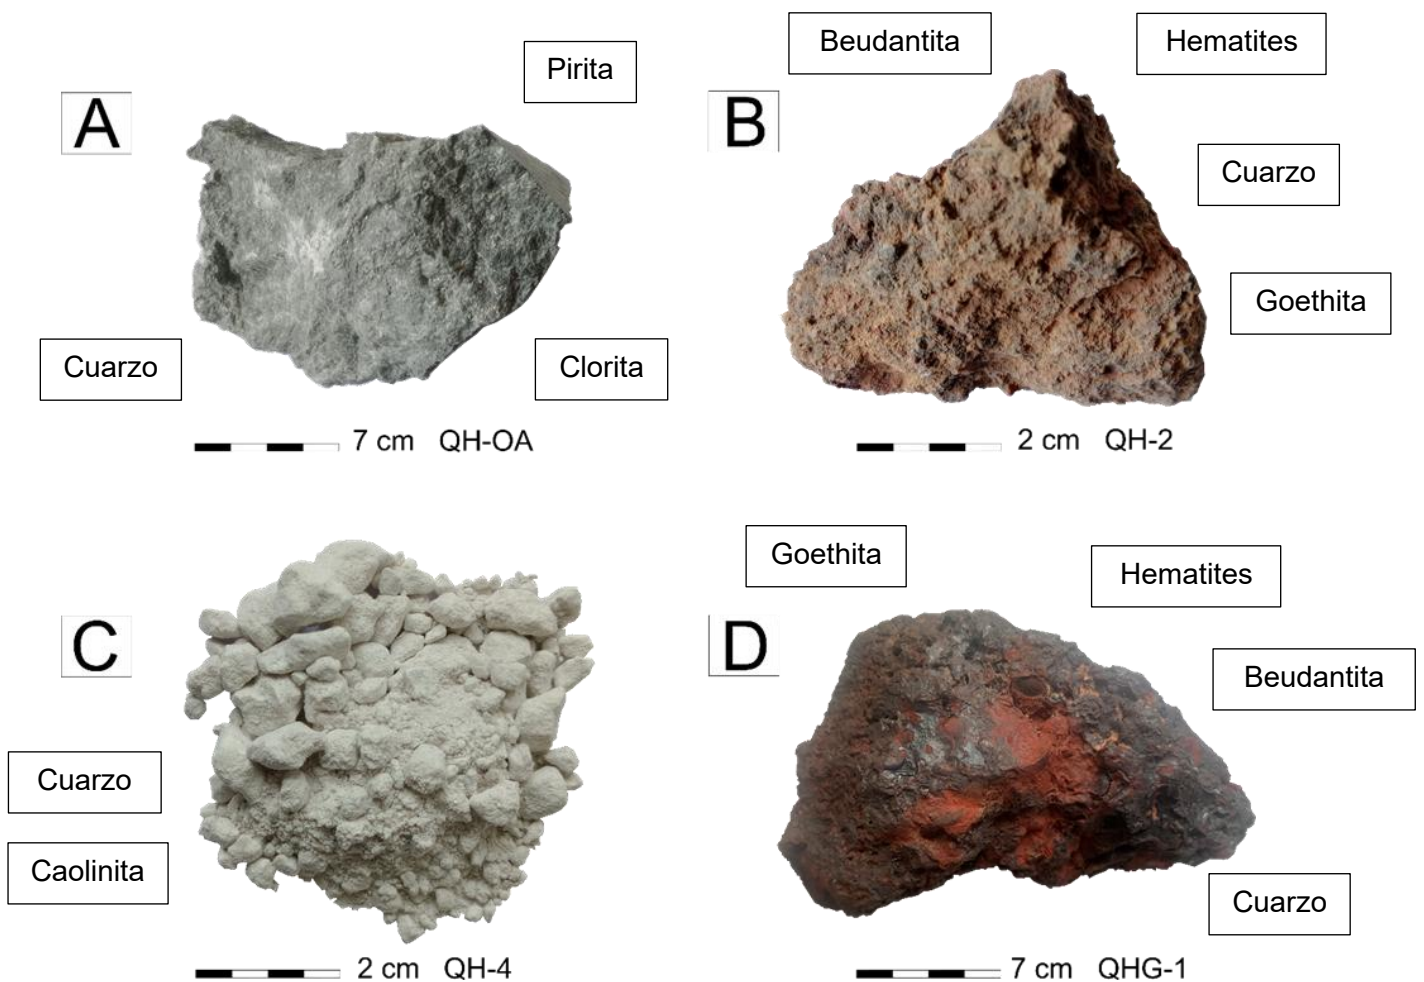 Pirita
A
Cuarzo
Clorita
7 cm QH-OA
Beudantita
Hematites
B
Cuarzo
Goethita
2 cm QH-2
C
Cuarzo
Caolinita
2 cm QH-4
Goethita
Hematites
D
Beudantita
Cuarzo
7 cm QHG-1